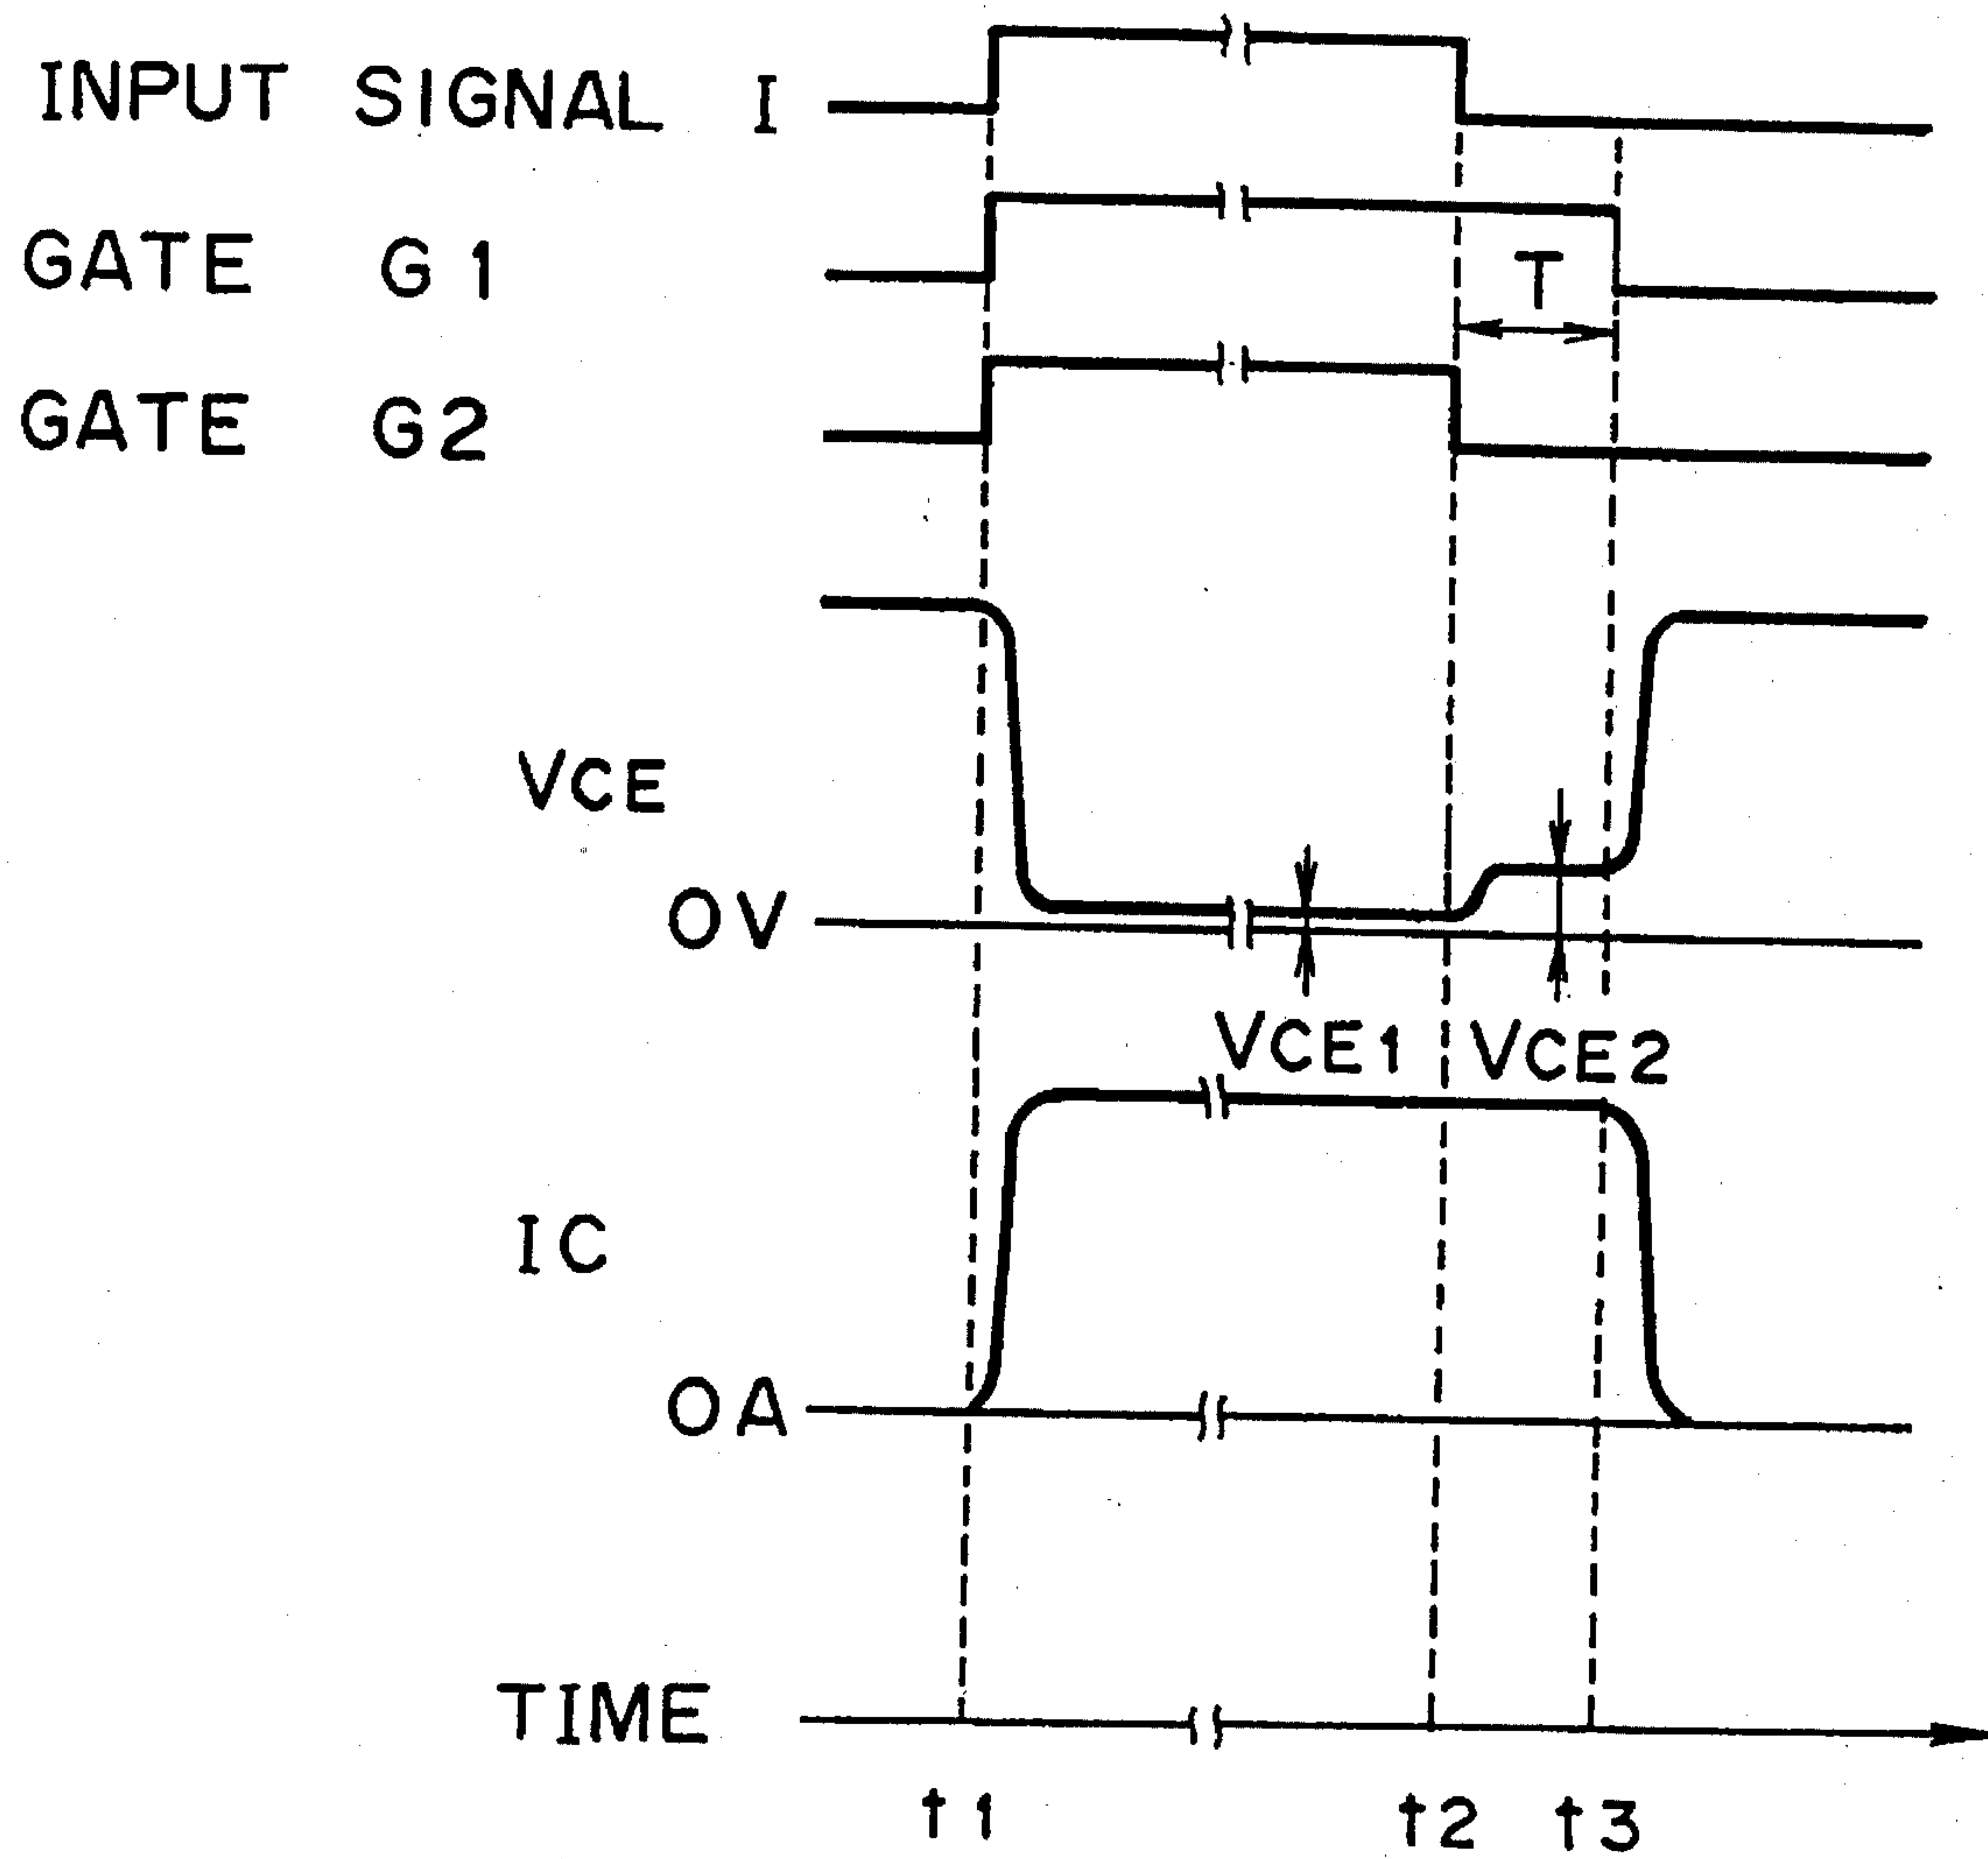 INPUT SIGNAL I
GATE G1
T
GATE G2
VCE
OV
VCE1 VCE2
IC
OA
TIME
t1 t2 t3